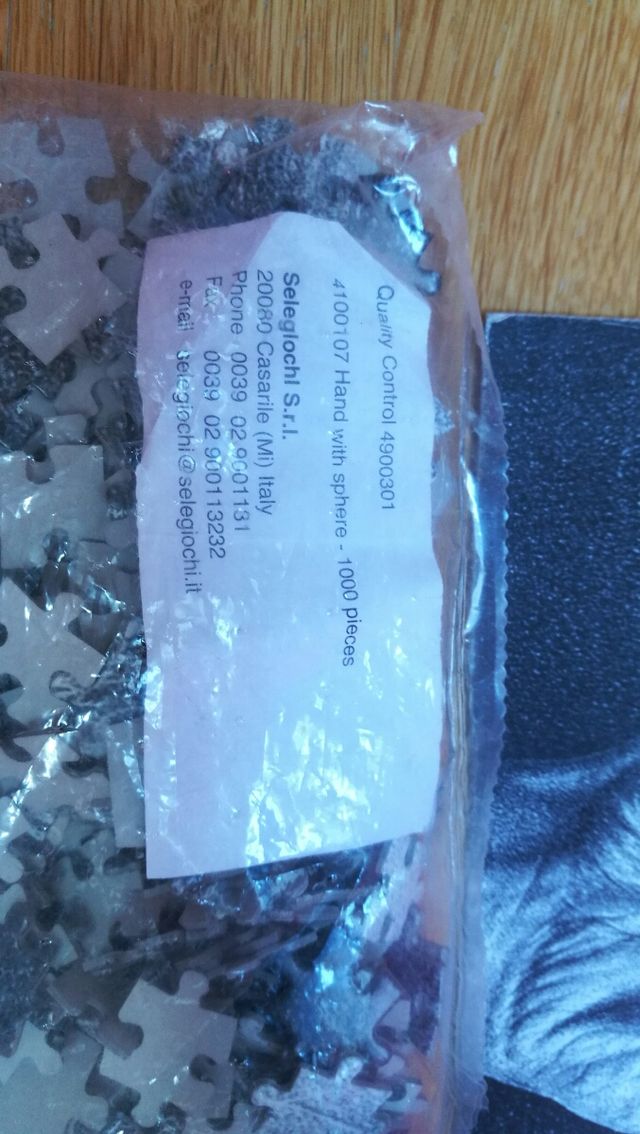 Quality Control 4900301
4100107 Hand with sphere - 1000 pieces
Selegiochi S.r.l.
20080 Casarile (Mi) Italy
Phone 0039 02 9001131
Fax 0039 02 900113232
e-mail selegiochi@selegiochi.it